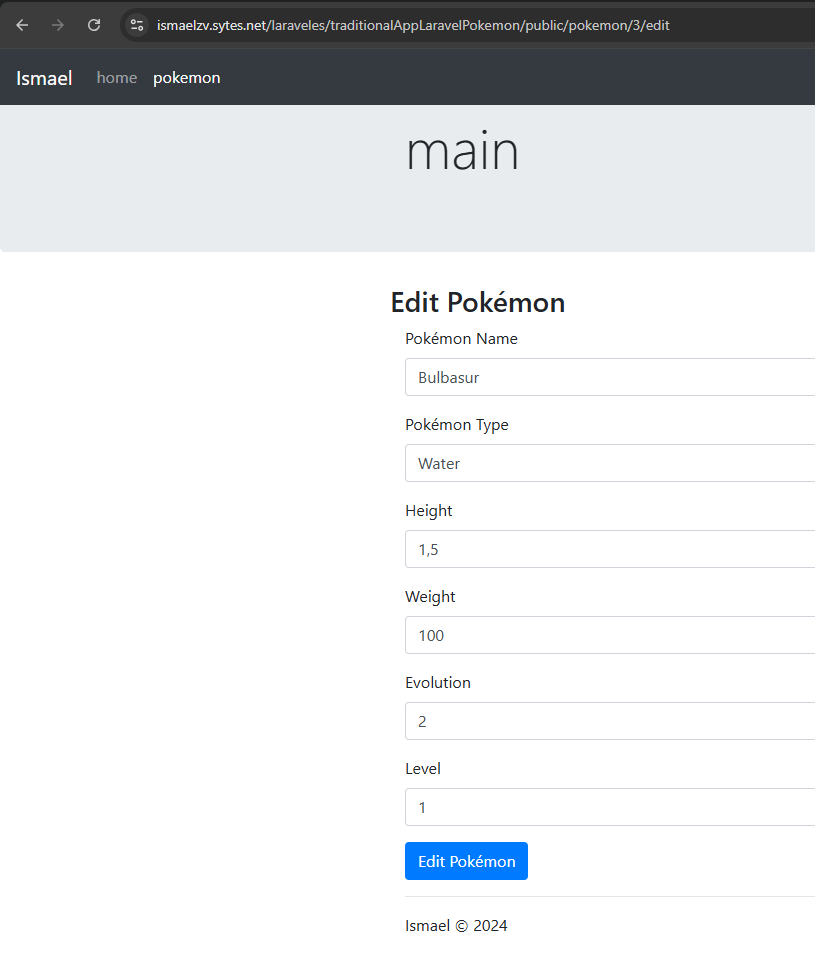 ismaelzv.sytes.net/laraveles/traditionalAppLaravelPokemon/public/pokemon/3/edit
Ismael home pokemon
main
Edit Pokémon
Pokémon Name
Bulbasur
Pokémon Type
Water
Height
1,5
Weight
100
Evolution
2
Level
1
Edit Pokémon
Ismael © 2024